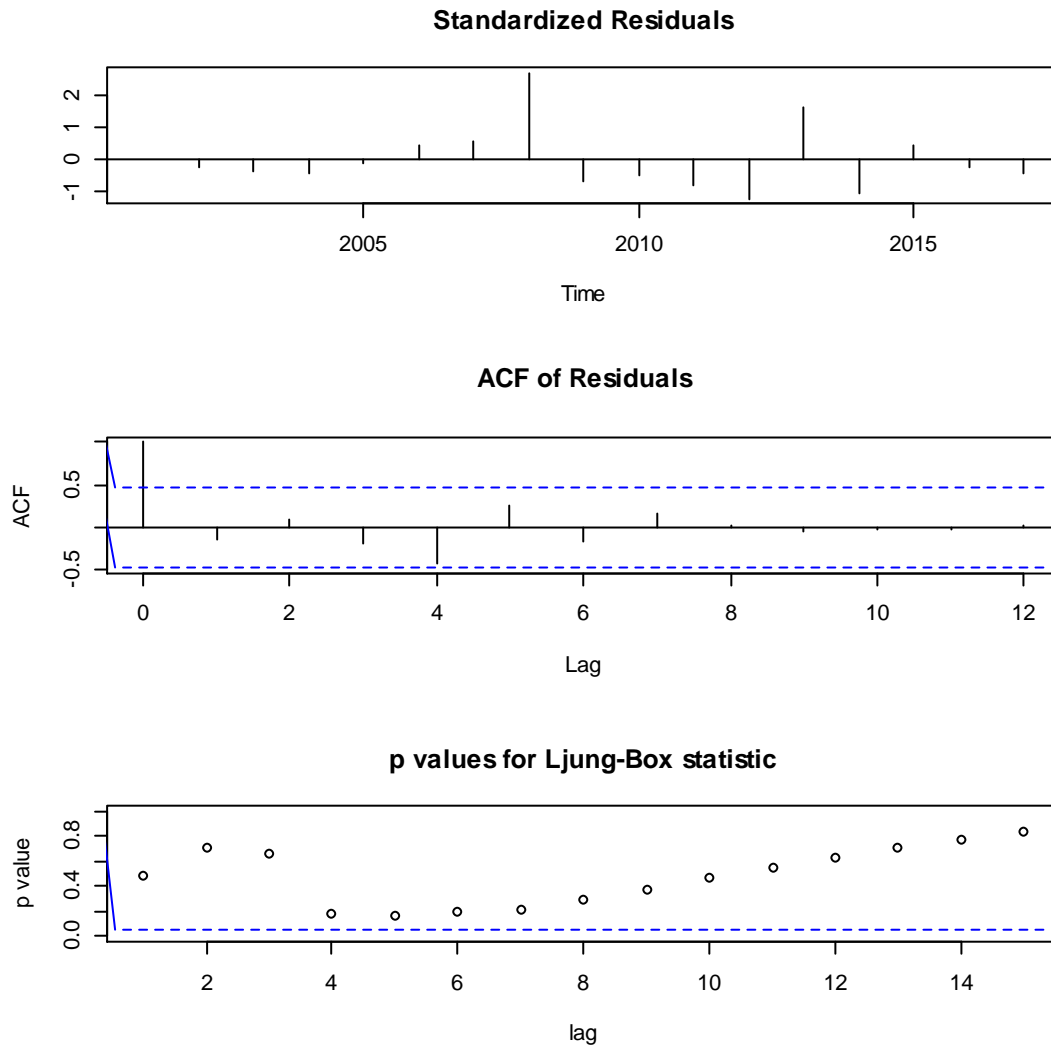 Standardized Residuals
-1 0 1 2
2005 2010 2015
Time
ACF of Residuals
ACF
-0.5 0.5
0 2 4 6 8 10 12
Lag
p values for Ljung-Box statistic
p value
0.0 0.4 0.8
2 4 6 8 10 12 14
lag